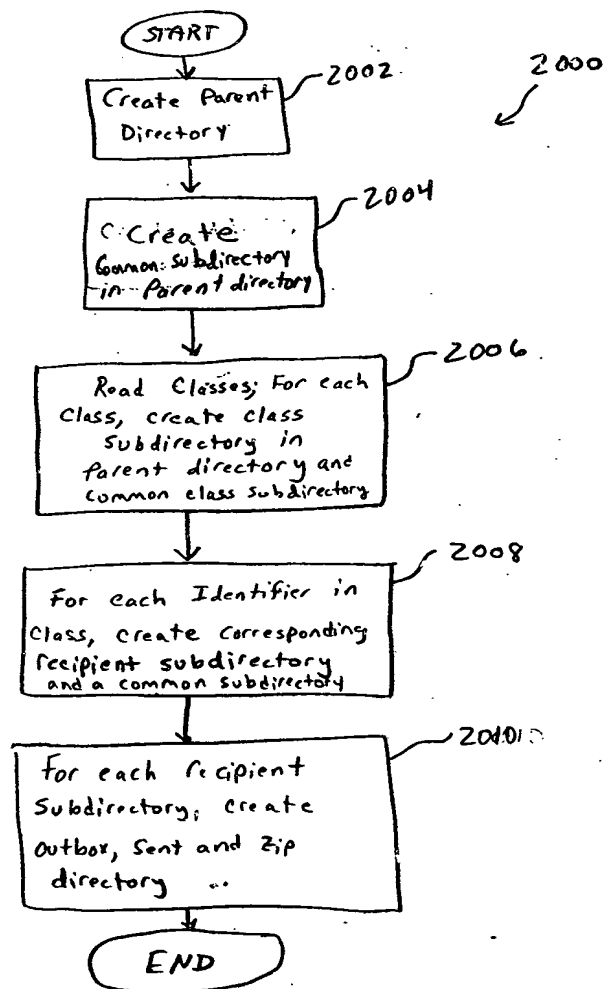 START
2002
2000
Create Parent
Directory
2004
Create
Common subdirectory
in Parent directory
2006
Read Classes; For each
Class, create class
Subdirectory in
Parent directory and
common class subdirectory
2008
For each Identifier in
Class, create corresponding
recipient subdirectory
and a common subdirectory
2010
For each recipient
Subdirectory, create
outbox, Sent and Zip
directory
END